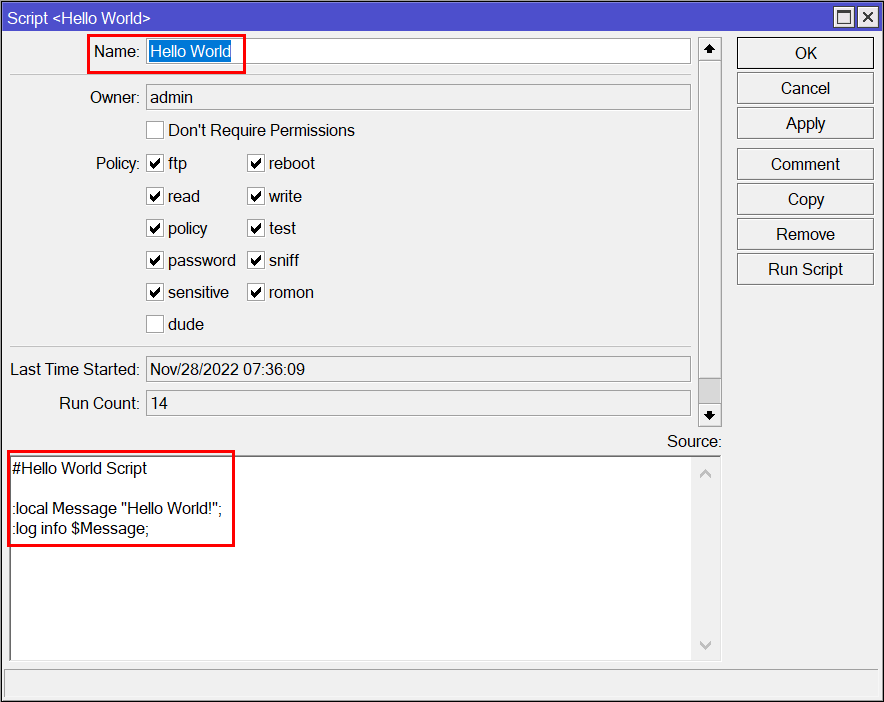 Script <Hello World>
Name: Hello World
Owner: admin
Don't Require Permissions
Policy: ftp reboot
read write
policy test
password sniff
sensitive romon
dude
Last Time Started: Nov/28/2022 07:36:09
Run Count: 14
Source:
#Hello World Script
:local Message "Hello World!";
:log info $Message;
OK
Cancel
Apply
Comment
Copy
Remove
Run Script